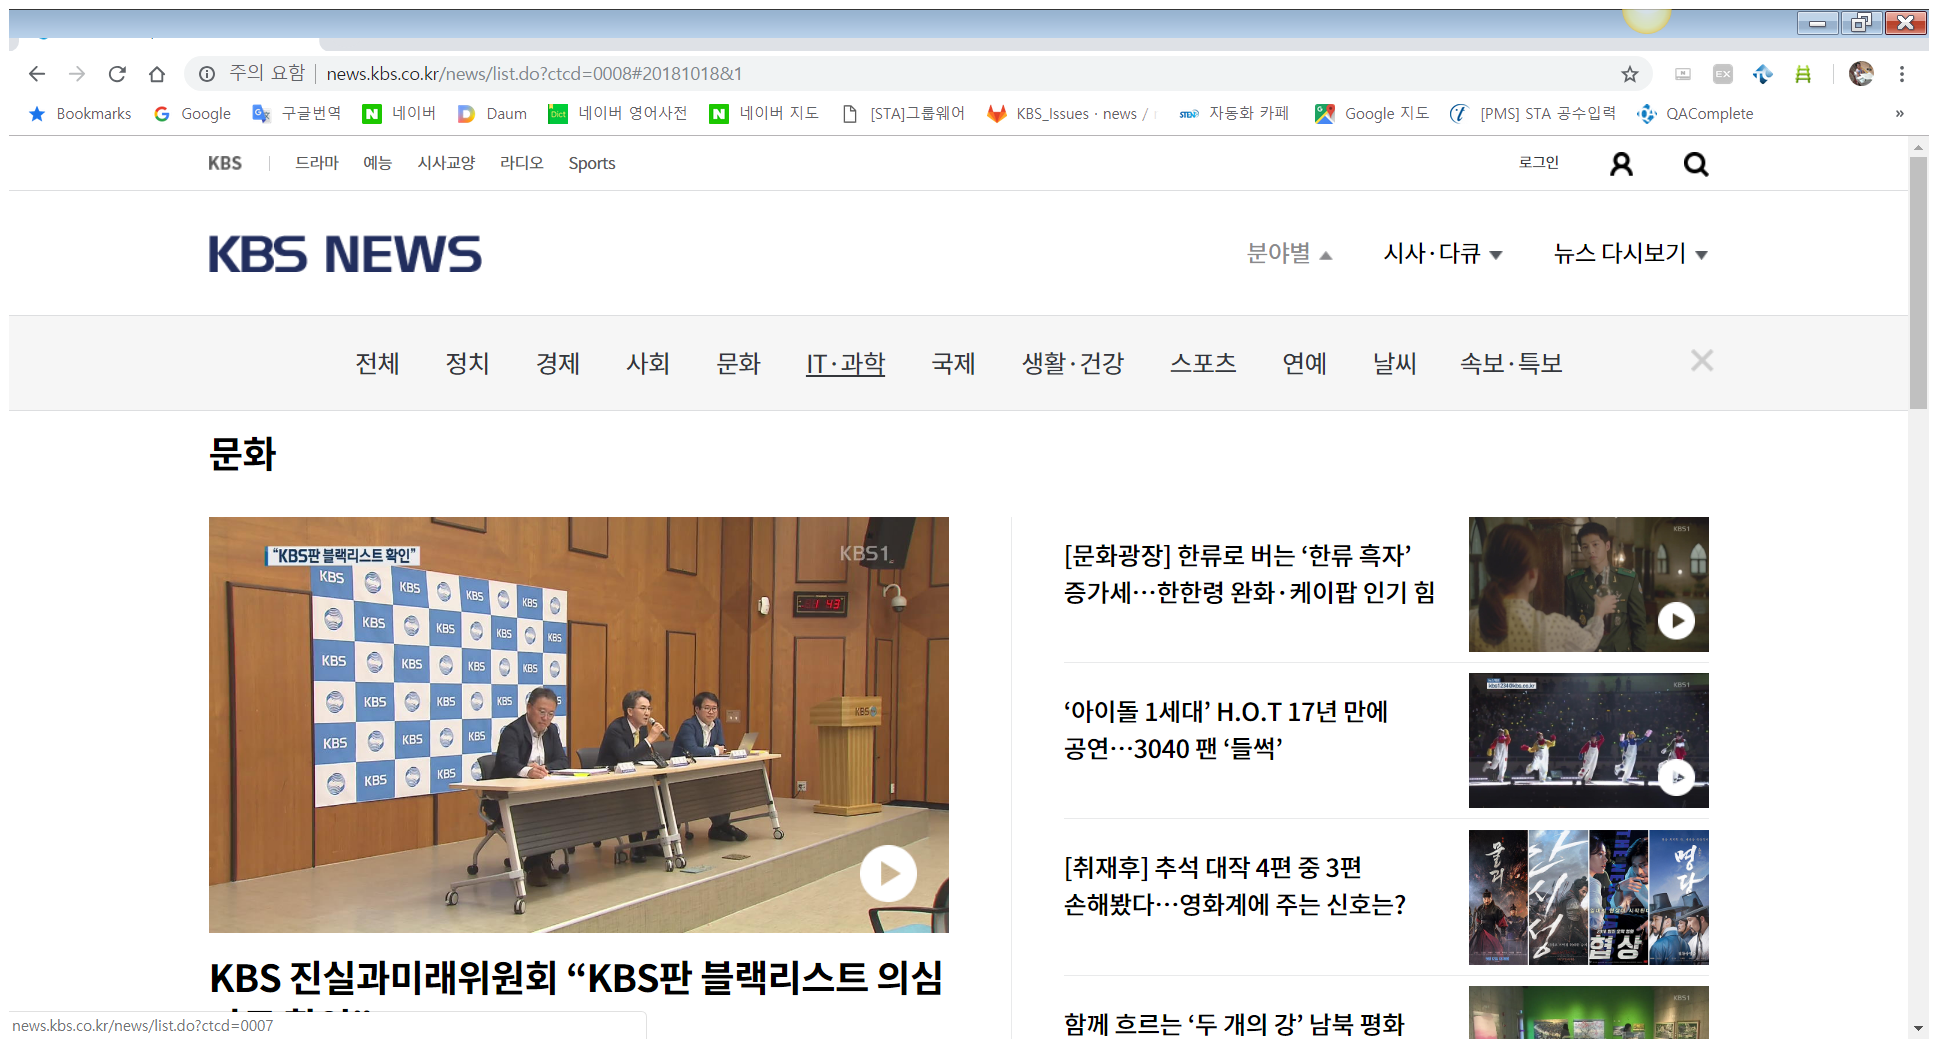 주의 요함
news.kbs.co.kr/news/list.do?ctcd=0008#20181018&1
EX
Bookmarks
Google
구글번역
네이버
Daum
네이버 영어사전
네이버 지도
[STA]그룹웨어
KBS_Issues · news /
자동화 카페
Google 지도
[PMS] STA 공수입력
QAComplete
»
KBS
드라마
예능
시사교양
라디오
Sports
로그인
KBS NEWS
분야별
시사·다큐
뉴스 다시보기
전체
정치
경제
사회
문화
IT·과학
국제
생활·건강
스포츠
연예
날씨
속보·특보
문화
“KBS판 블랙리스트 확인”
KBS1
KBS 진실과미래위원회 “KBS판 블랙리스트 의심
[문화광장] 한류로 버는 ‘한류 흑자’
증가세…한한령 완화·케이팝 인기 힘
‘아이돌 1세대’ H.O.T 17년 만에
공연…3040 팬 ‘들썩’
[취재후] 추석 대작 4편 중 3편
손해봤다…영화계에 주는 신호는?
물괴
안시성
협상
명당
함께 흐르는 ‘두 개의 강’ 남북 평화
news.kbs.co.kr/news/list.do?ctcd=0007